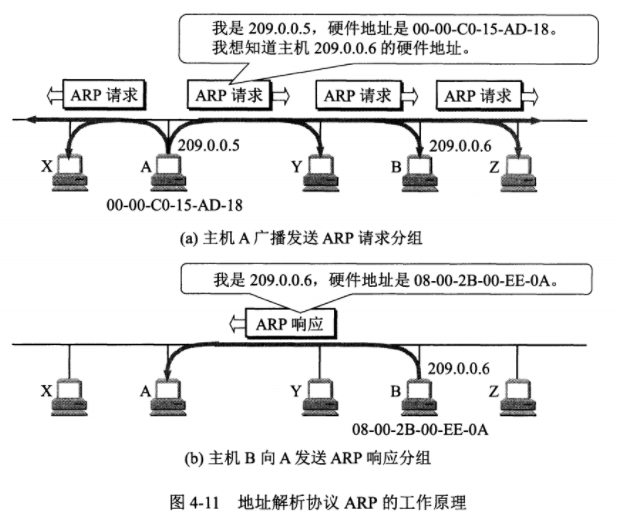 我是 209.0.0.5，硬件地址是 00-00-C0-15-AD-18。
我想知道主机 209.0.0.6 的硬件地址。
ARP 请求 ARP 请求 ARP 请求 ARP 请求
209.0.0.5 209.0.0.6
X A Y B Z
00-00-C0-15-AD-18
(a) 主机 A 广播发送 ARP 请求分组
我是 209.0.0.6，硬件地址是 08-00-2B-00-EE-0A。
ARP 响应
209.0.0.6
X A Y B Z
08-00-2B-00-EE-0A
(b) 主机 B 向 A 发送 ARP 响应分组
图 4-11 地址解析协议 ARP 的工作原理